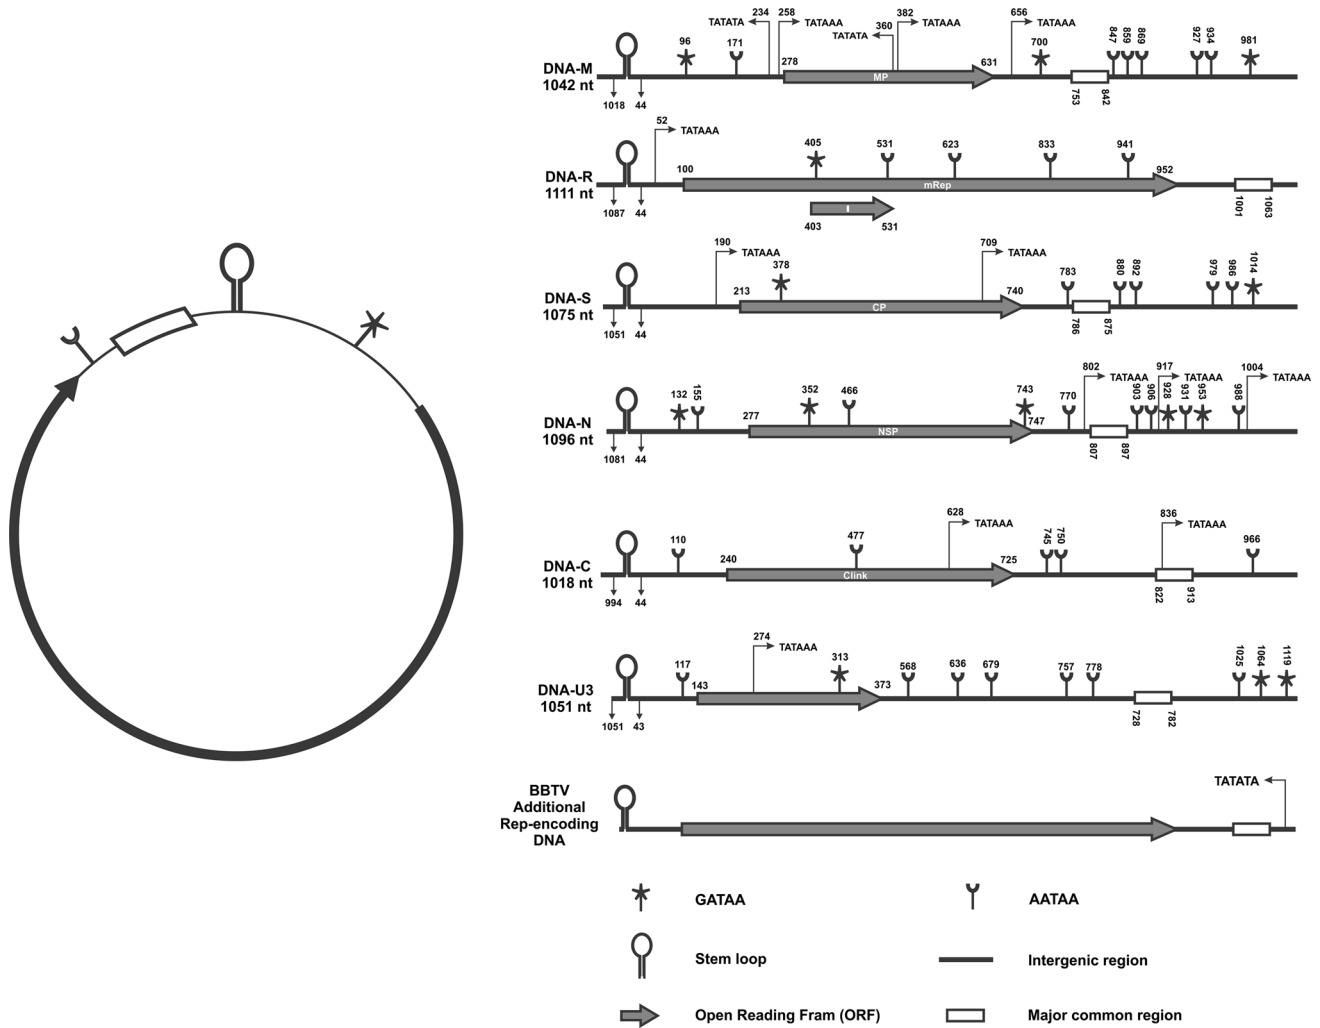 234 258 360 382 656
TATATA TATAAA TATATA TATAAA TATAAA
96 171 700 847 859 869 927 934 981
DNA-M
1042 nt
278 MP 631
1018 44 753 842
52 TATAAA
405 531 623 833 941
DNA-R
1111 nt
100 mRep 952
1087 44 1001 1063
I
403 531
190 TATAAA 709 TATAAA
378 783 880 892 979 986 1014
DNA-S
1075 nt
213 CP 740
1051 44 786 875
802 TATAAA 917 TATAAA 1004 TATAAA
132 155 352 466 743 770 903 906 928 931 953 988
DNA-N
1096 nt
277 NSP 747
1081 44 807 897
628 TATAAA 836 TATAAA
110 477 745 750 966
DNA-C
1018 nt
240 Clink 725
994 44 822 913
274 TATAAA
117 313 568 636 679 757 778 1025 1064 1119
DNA-U3
1051 nt
143 373
1051 43 728 782
BBTV
Additional
Rep-encoding
DNA
TATATA
GATAA AATAA
Stem loop Intergenic region
Open Reading Fram (ORF) Major common region